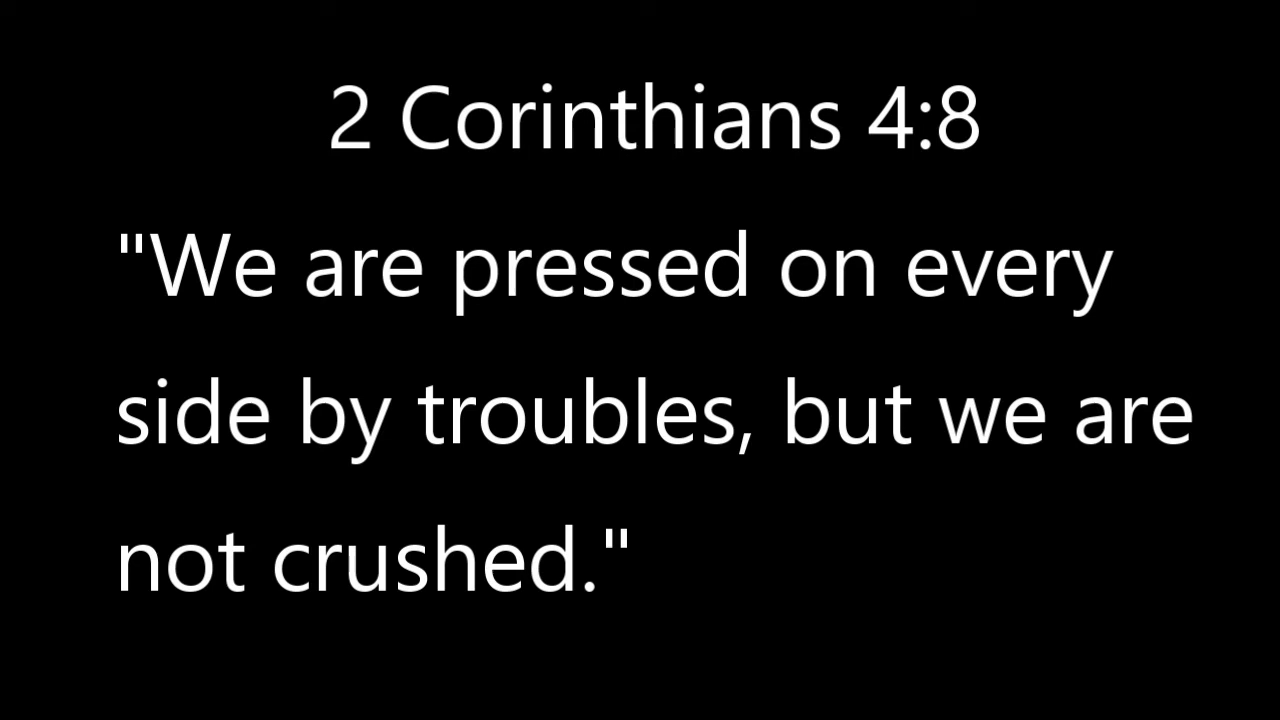 2 Corinthians 4:8
"We are pressed on every
side by troubles, but we are
not crushed."